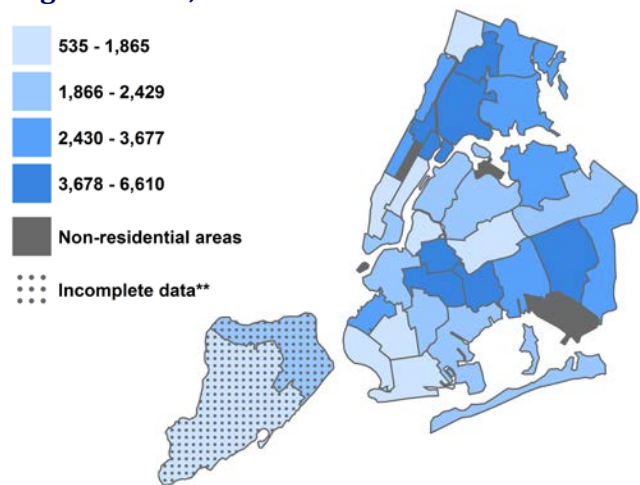 535 - 1,865
1,866 - 2,429
2,430 - 3,677
3,678 - 6,610
Non-residential areas
Incomplete data**